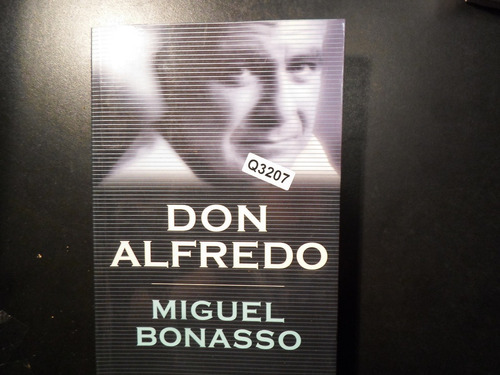 Q3207
DON
ALFREDO
MIGUEL
BONASSO